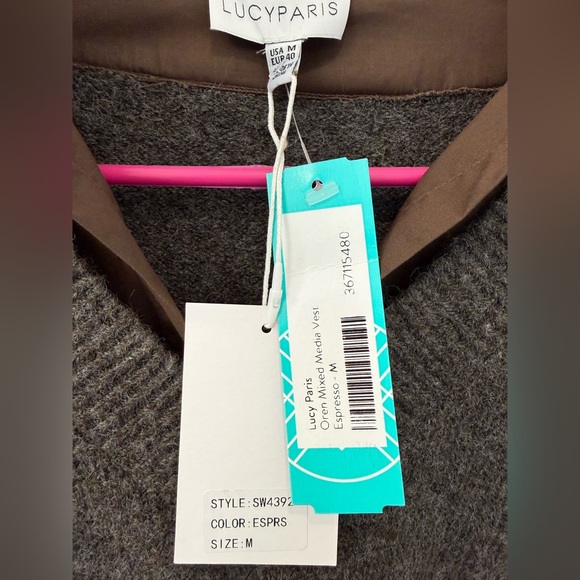 LUCYPARIS
USA M
EUR 40
367115480
Lucy Paris
Oren Mixed Media Vest
Espresso - M
STYLE:SW4392
COLOR:ESPRS
SIZE:M